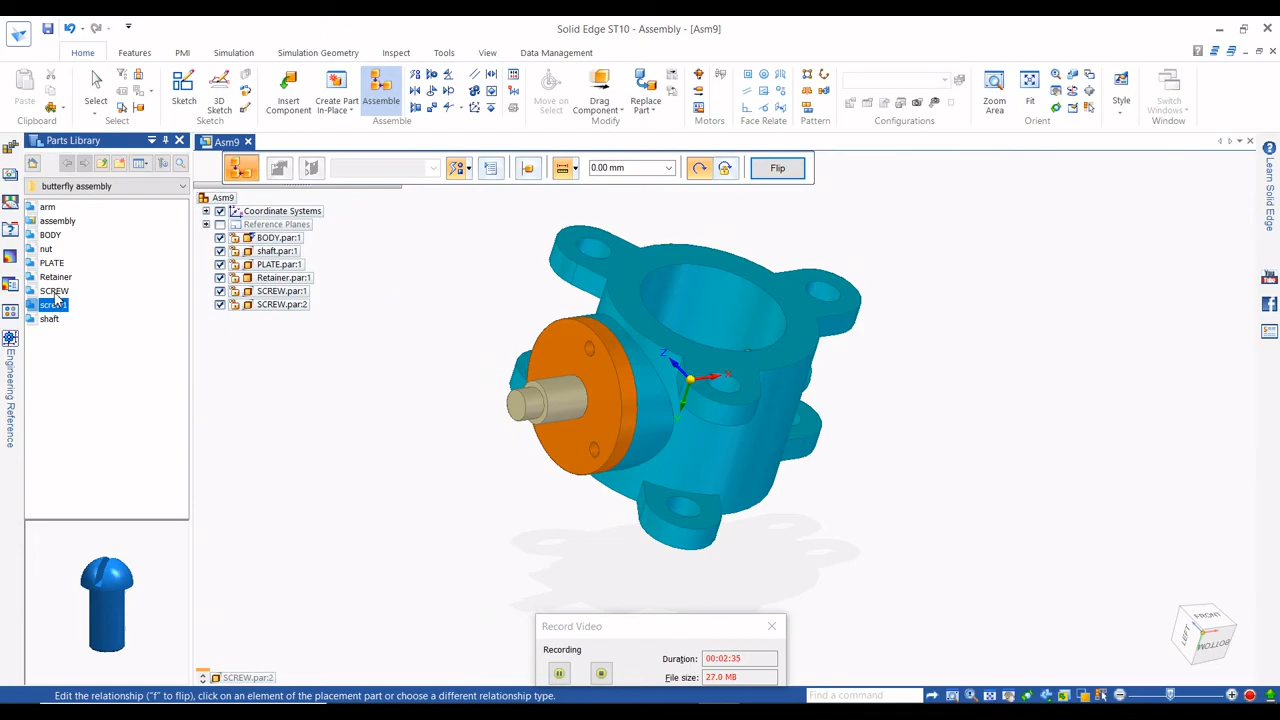 Solid Edge ST10 - Assembly - [Asm9]
Home Features PMI Simulation Simulation Geometry Inspect Tools View Data Management
Paste
Select
Sketch
3D Sketch
Insert Component
Create Part In-Place
Assemble
Move on Select
Drag Component
Replace Part
Zoom Area
Fit
Style
Switch Windows
Clipboard Select Sketch Assemble Modify Motors Face Relate Pattern Configurations Orient
Parts Library
Asm9
butterfly assembly
0.00 mm
Flip
Asm9
Coordinate Systems
Reference Planes
BODY.par:1
shaft.par:1
PLATE.par:1
Retainer.par:1
SCREW.par:1
SCREW.par:2
arm
assembly
BODY
nut
PLATE
Retainer
SCREW
screw1
shaft
Engineering Reference
Learn Solid Edge
Z
X
Y
FRONT
LEFT
BOTTOM
Record Video
Recording
Duration: 00:02:35
File size: 27.0 MB
SCREW.par:2
Edit the relationship ("f" to flip), click on an element of the placement part or choose a different relationship type.
Find a command